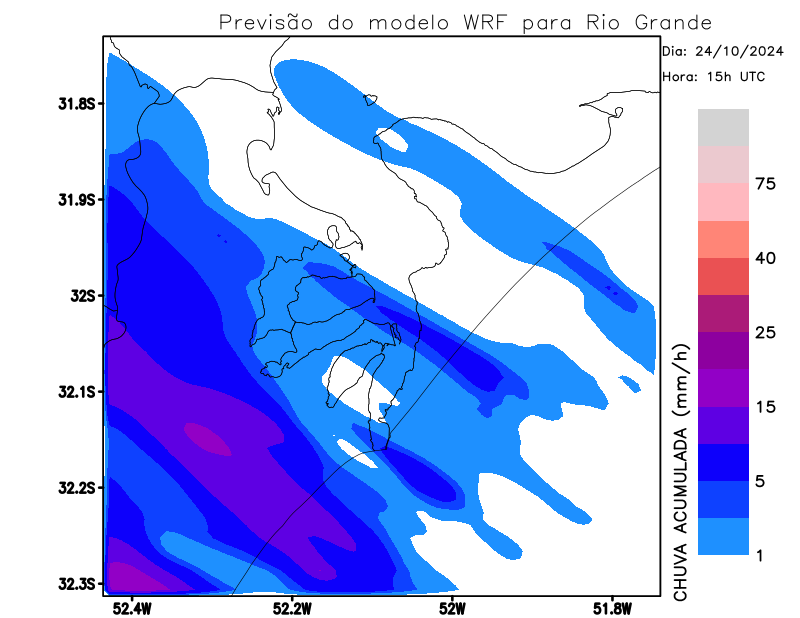 Previsão do modelo WRF para Rio Grande
Dia: 24/10/2024
Hora: 15h UTC
31.8S
31.9S
32S
32.1S
32.2S
32.3S
52.4W
52.2W
52W
51.8W
75
40
25
15
5
1
CHUVA ACUMULADA (mm/h)